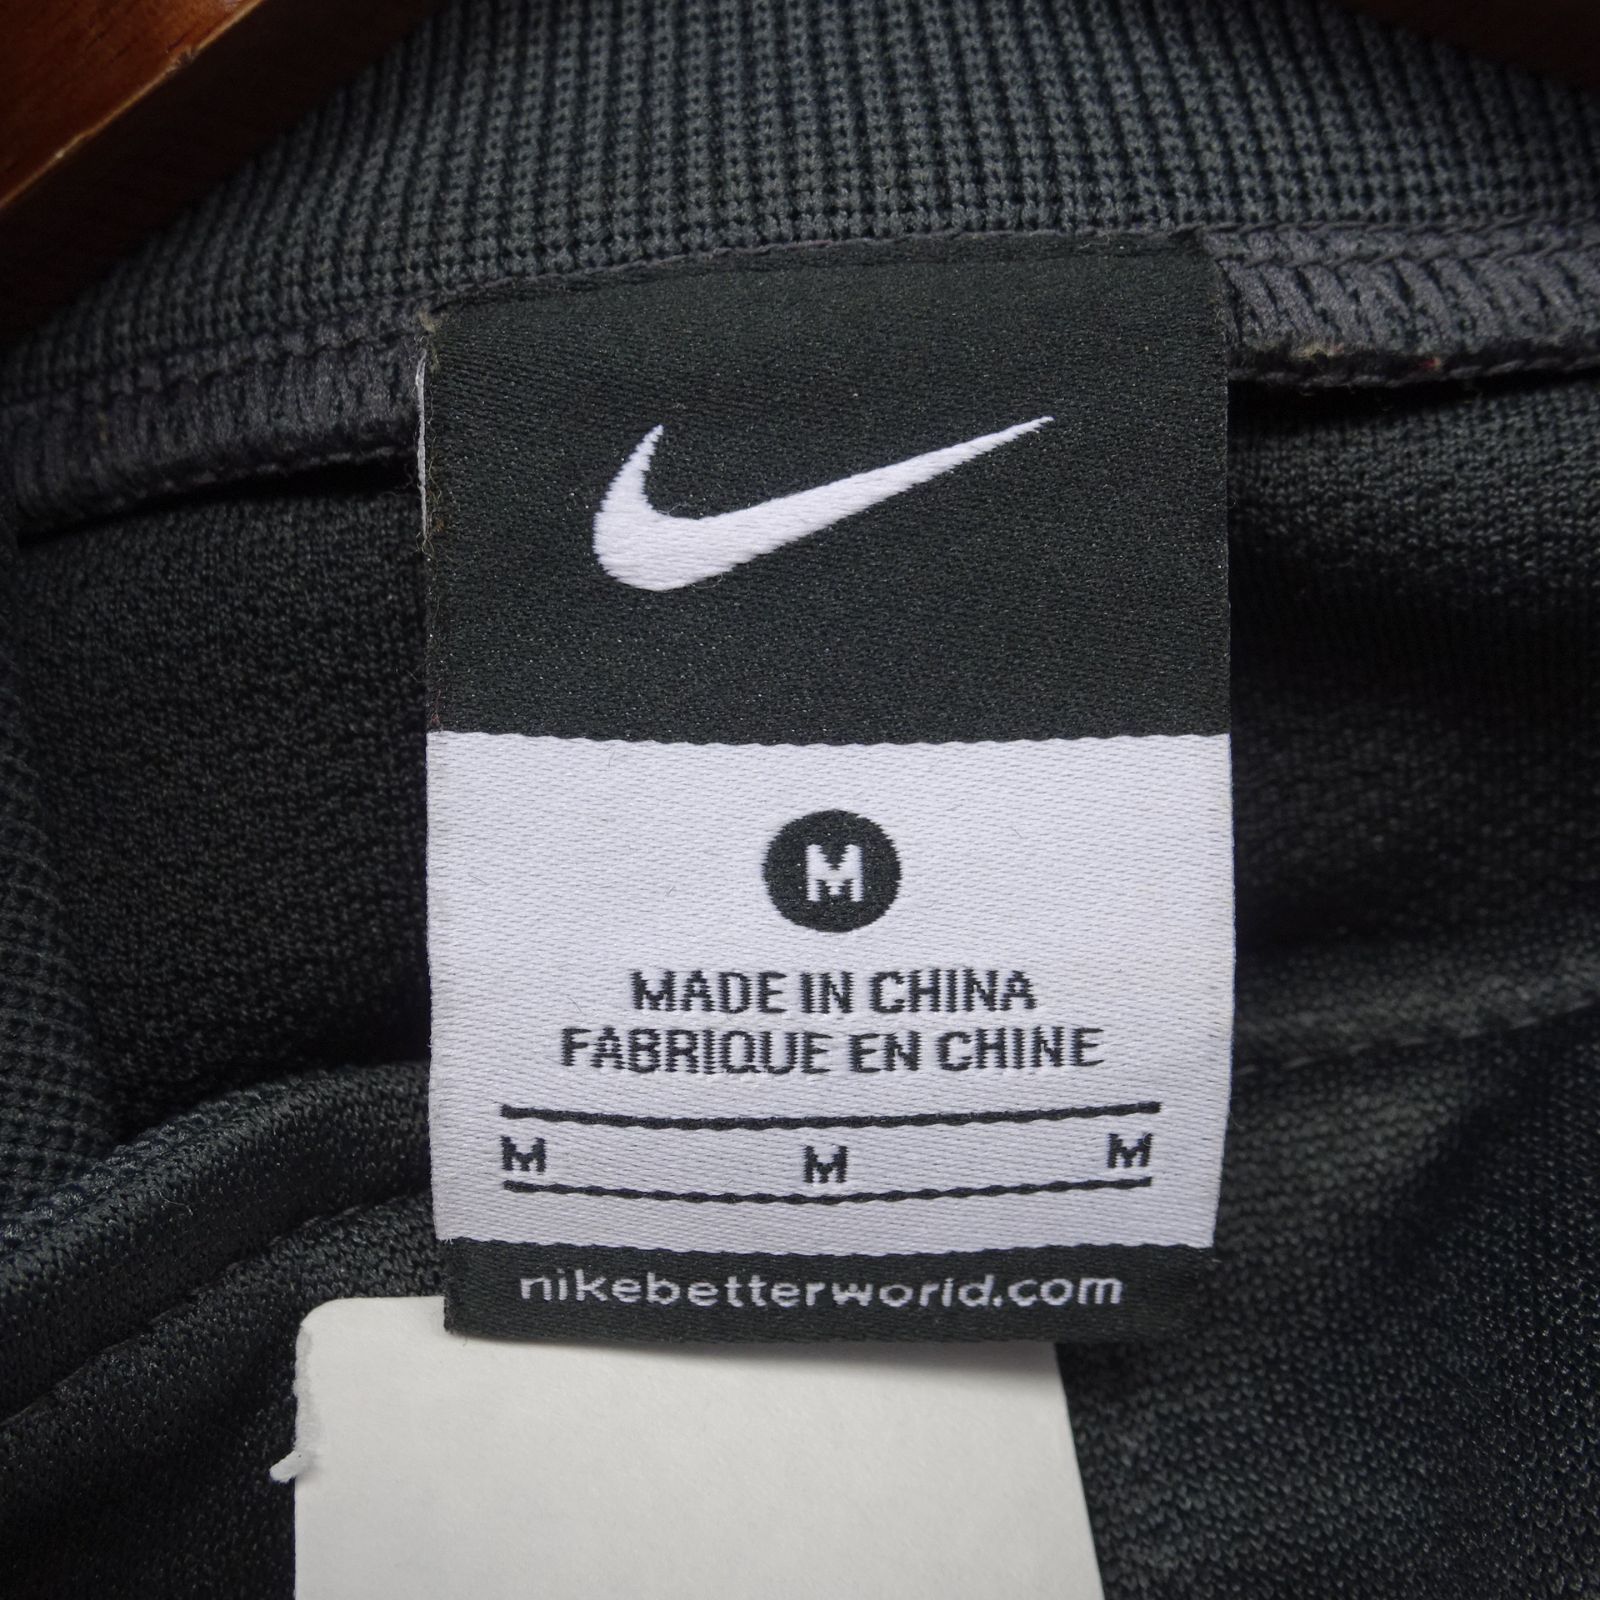 M
MADE IN CHINA
FABRIQUE EN CHINE
M M M
nikebetterworld.com